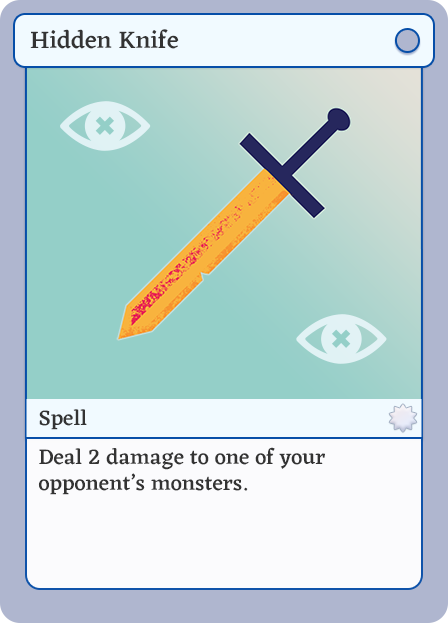 Hidden Knife
Spell
Deal 2 damage to one of your
opponent's monsters.